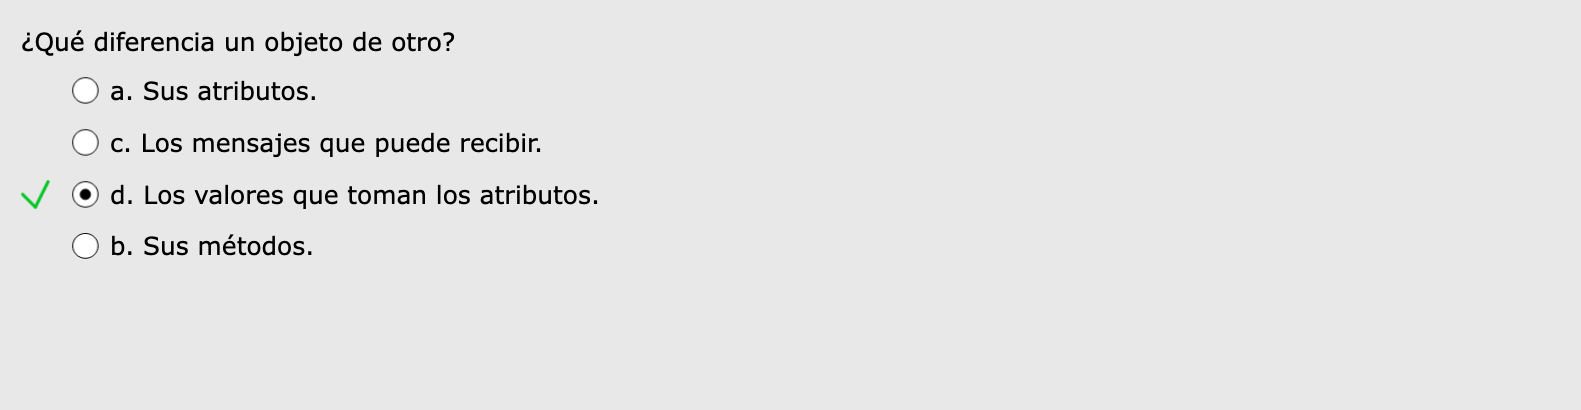 ¿Qué diferencia un objeto de otro?
a. Sus atributos.
c. Los mensajes que puede recibir.
d. Los valores que toman los atributos.
b. Sus métodos.